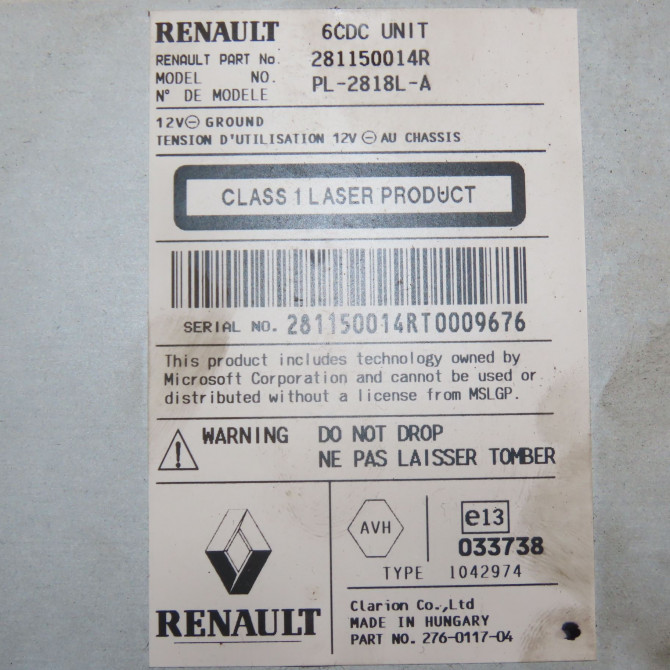 RENAULT 6CDC UNIT
RENAULT PART No. 281150014R
MODEL NO. PL-2818L-A
N° DE MODELE
12V⊖ GROUND
TENSION D'UTILISATION 12V ⊖ AU CHASSIS
CLASS 1 LASER PRODUCT
SERIAL NO. 281150014RT0009676
This product includes technology owned by
Microsoft Corporation and cannot be used or
distributed without a license from MSLGP.
WARNING DO NOT DROP
NE PAS LAISSER TOMBER
AVH e13
033738
TYPE 1042974
RENAULT
Clarion Co.,Ltd
MADE IN HUNGARY
PART NO. 276-0117-04